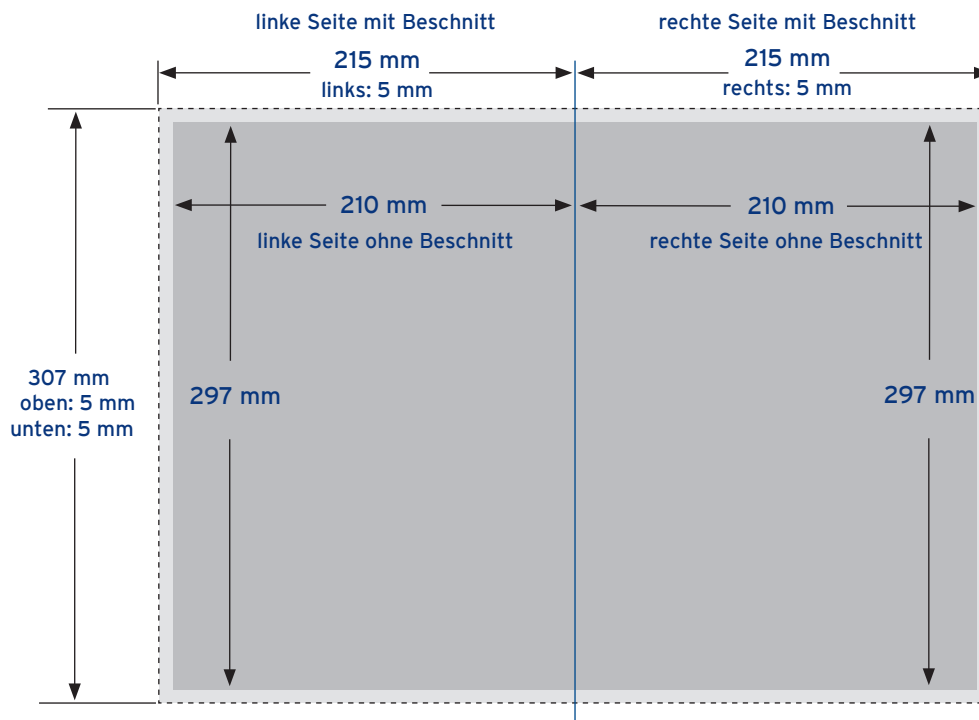 linke Seite mit Beschnitt
rechte Seite mit Beschnitt
215 mm
links: 5 mm
215 mm
rechts: 5 mm
210 mm
linke Seite ohne Beschnitt
210 mm
rechte Seite ohne Beschnitt
307 mm
oben: 5 mm
unten: 5 mm
297 mm
297 mm